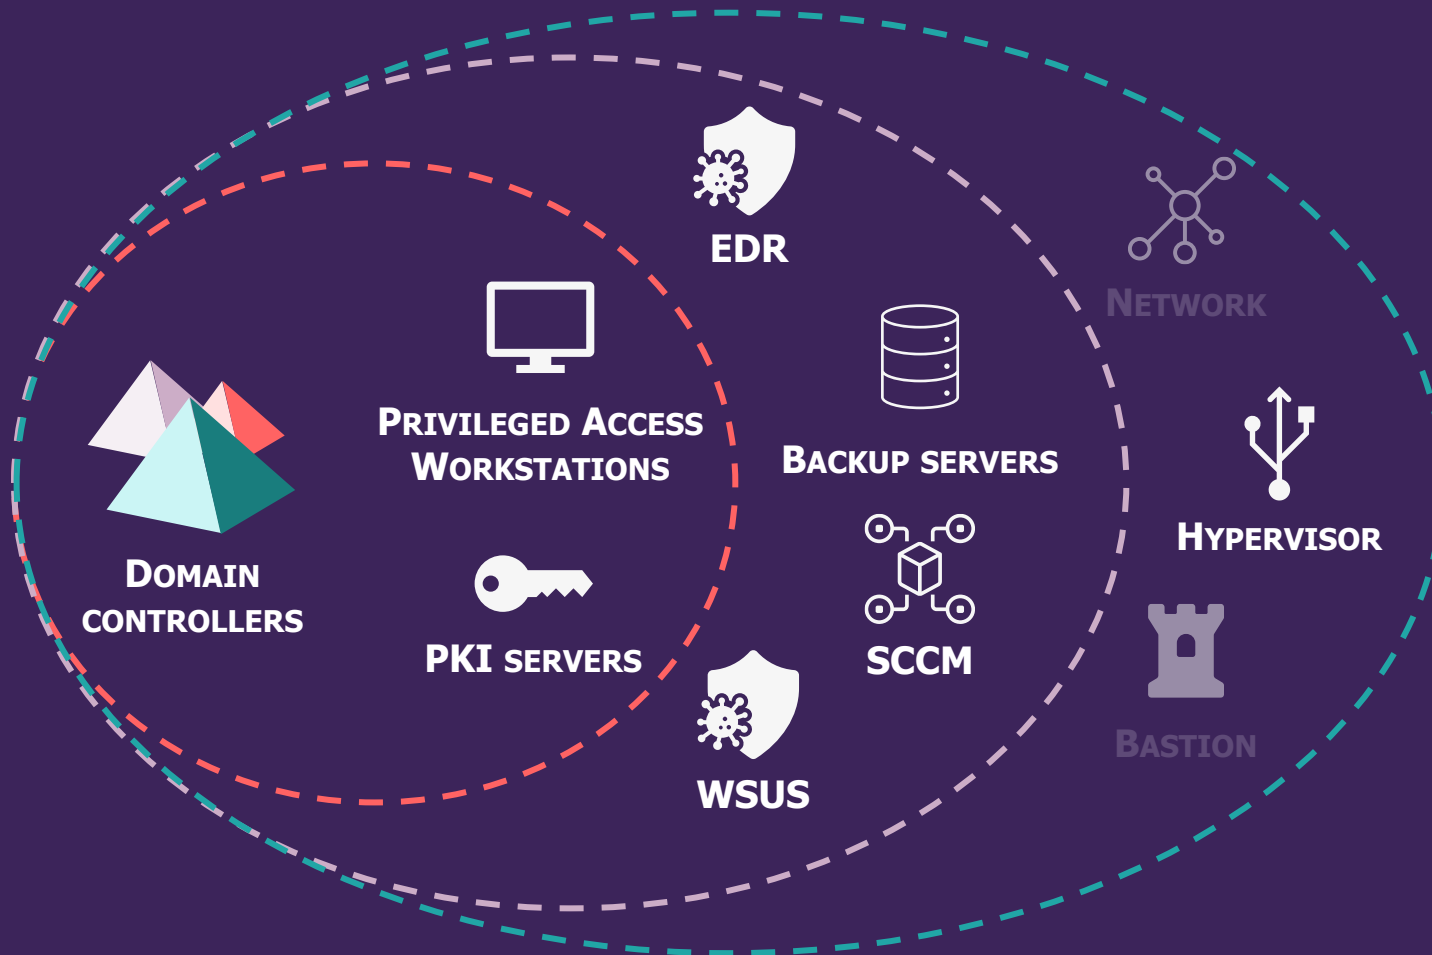 EDR
NETWORK
PRIVILEGED ACCESS
WORKSTATIONS
BACKUP SERVERS
HYPERVISOR
DOMAIN
CONTROLLERS
PKI SERVERS
SCCM
BASTION
WSUS